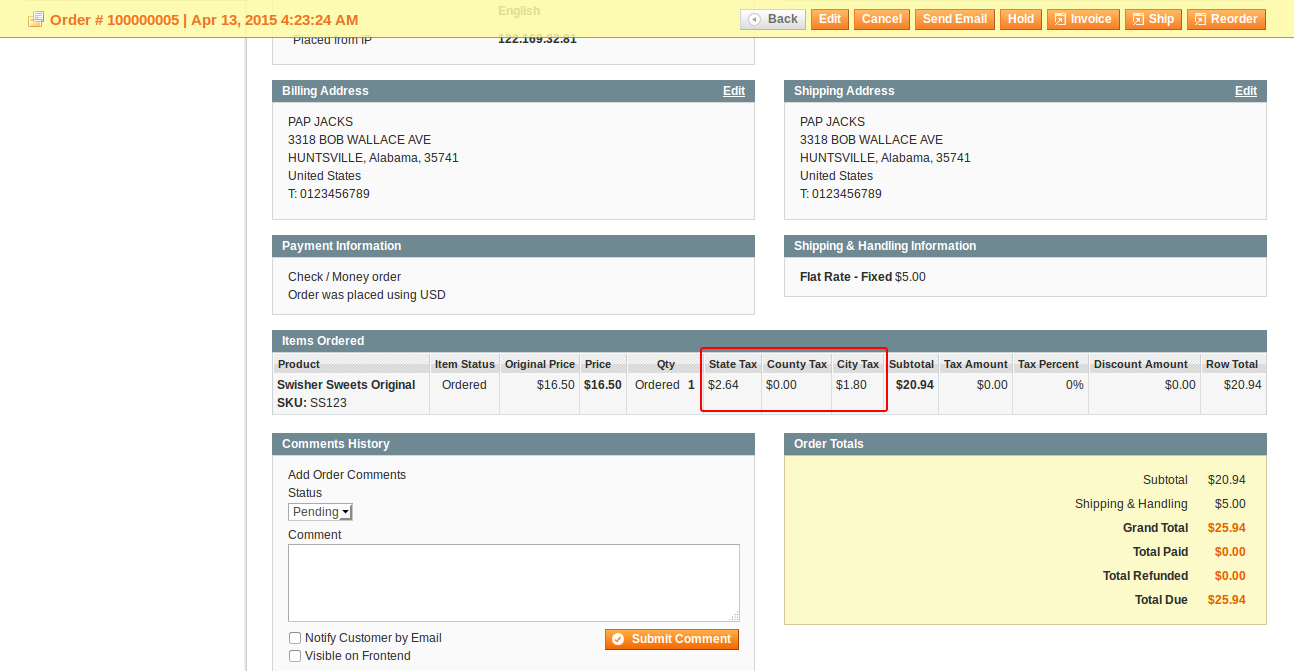 Order # 100000005 | Apr 13, 2015 4:23:24 AM
Back Edit Cancel Send Email Hold Invoice Ship Reorder
English
Placed from IP 122.169.32.81
Billing Address Edit
PAP JACKS
3318 BOB WALLACE AVE
HUNTSVILLE, Alabama, 35741
United States
T: 0123456789
Shipping Address Edit
PAP JACKS
3318 BOB WALLACE AVE
HUNTSVILLE, Alabama, 35741
United States
T: 0123456789
Payment Information
Check / Money order
Order was placed using USD
Shipping & Handling Information
Flat Rate - Fixed $5.00
Items Ordered
Product Item Status Original Price Price Qty State Tax County Tax City Tax Subtotal Tax Amount Tax Percent Discount Amount Row Total
Swisher Sweets Original Ordered $16.50 $16.50 Ordered 1 $2.64 $0.00 $1.80 $20.94 $0.00 0% $0.00 $20.94
SKU: SS123
Comments History
Add Order Comments
Status
Pending
Comment
Notify Customer by Email
Visible on Frontend
Submit Comment
Order Totals
Subtotal $20.94
Shipping & Handling $5.00
Grand Total $25.94
Total Paid $0.00
Total Refunded $0.00
Total Due $25.94